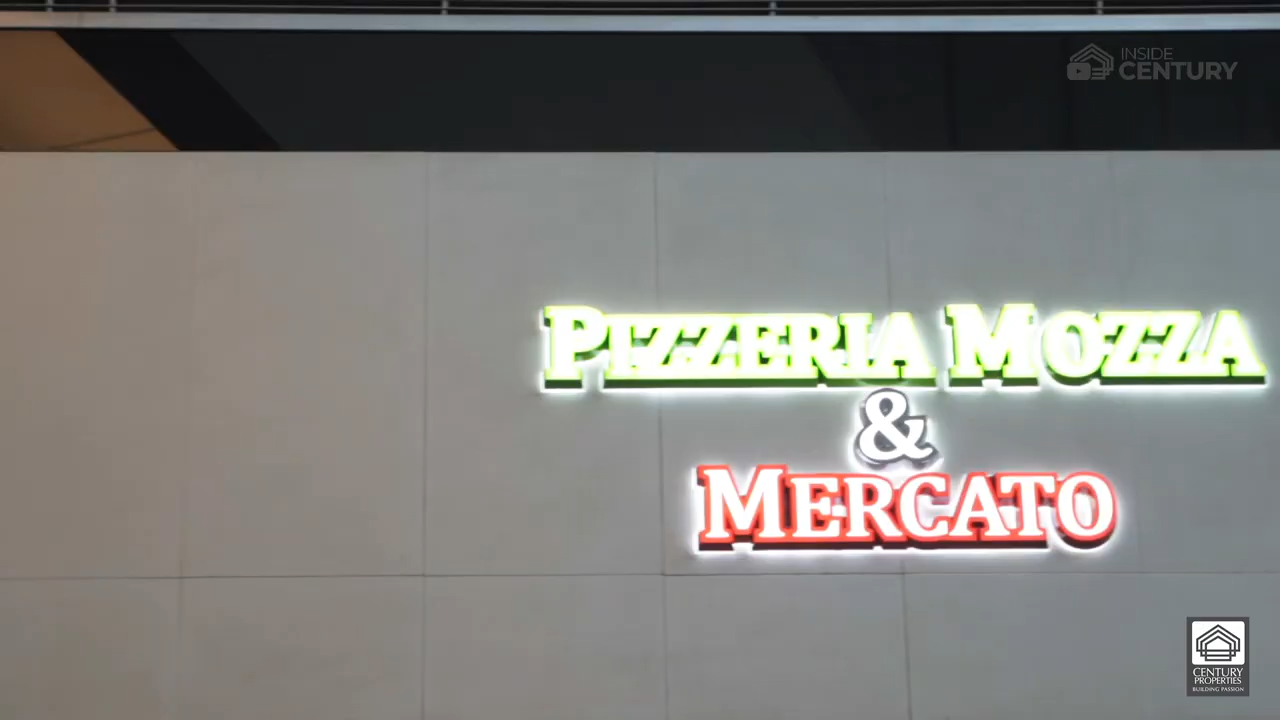 INSIDE
CENTURY
PIZZERIA MOZZA
&
MERCATO
CENTURY
PROPERTIES
BUILDING PASSION